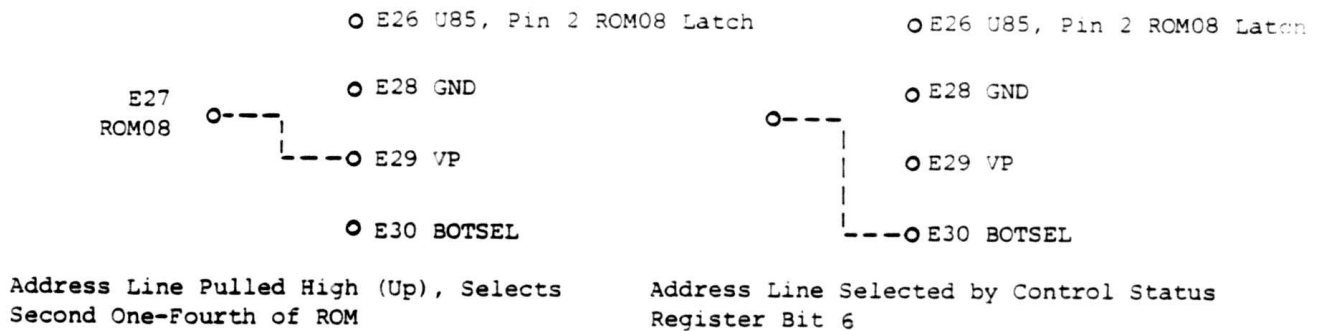 E26 U85, Pin 2 ROM08 Latch
E26 U85, Pin 2 ROM08 Latch
E28 GND
E28 GND
E27
ROM08
E29 VP
E29 VP
E30 BOTSEL
E30 BOTSEL
Address Line Pulled High (Up), Selects
Second One-Fourth of ROM
Address Line Selected by Control Status
Register Bit 6